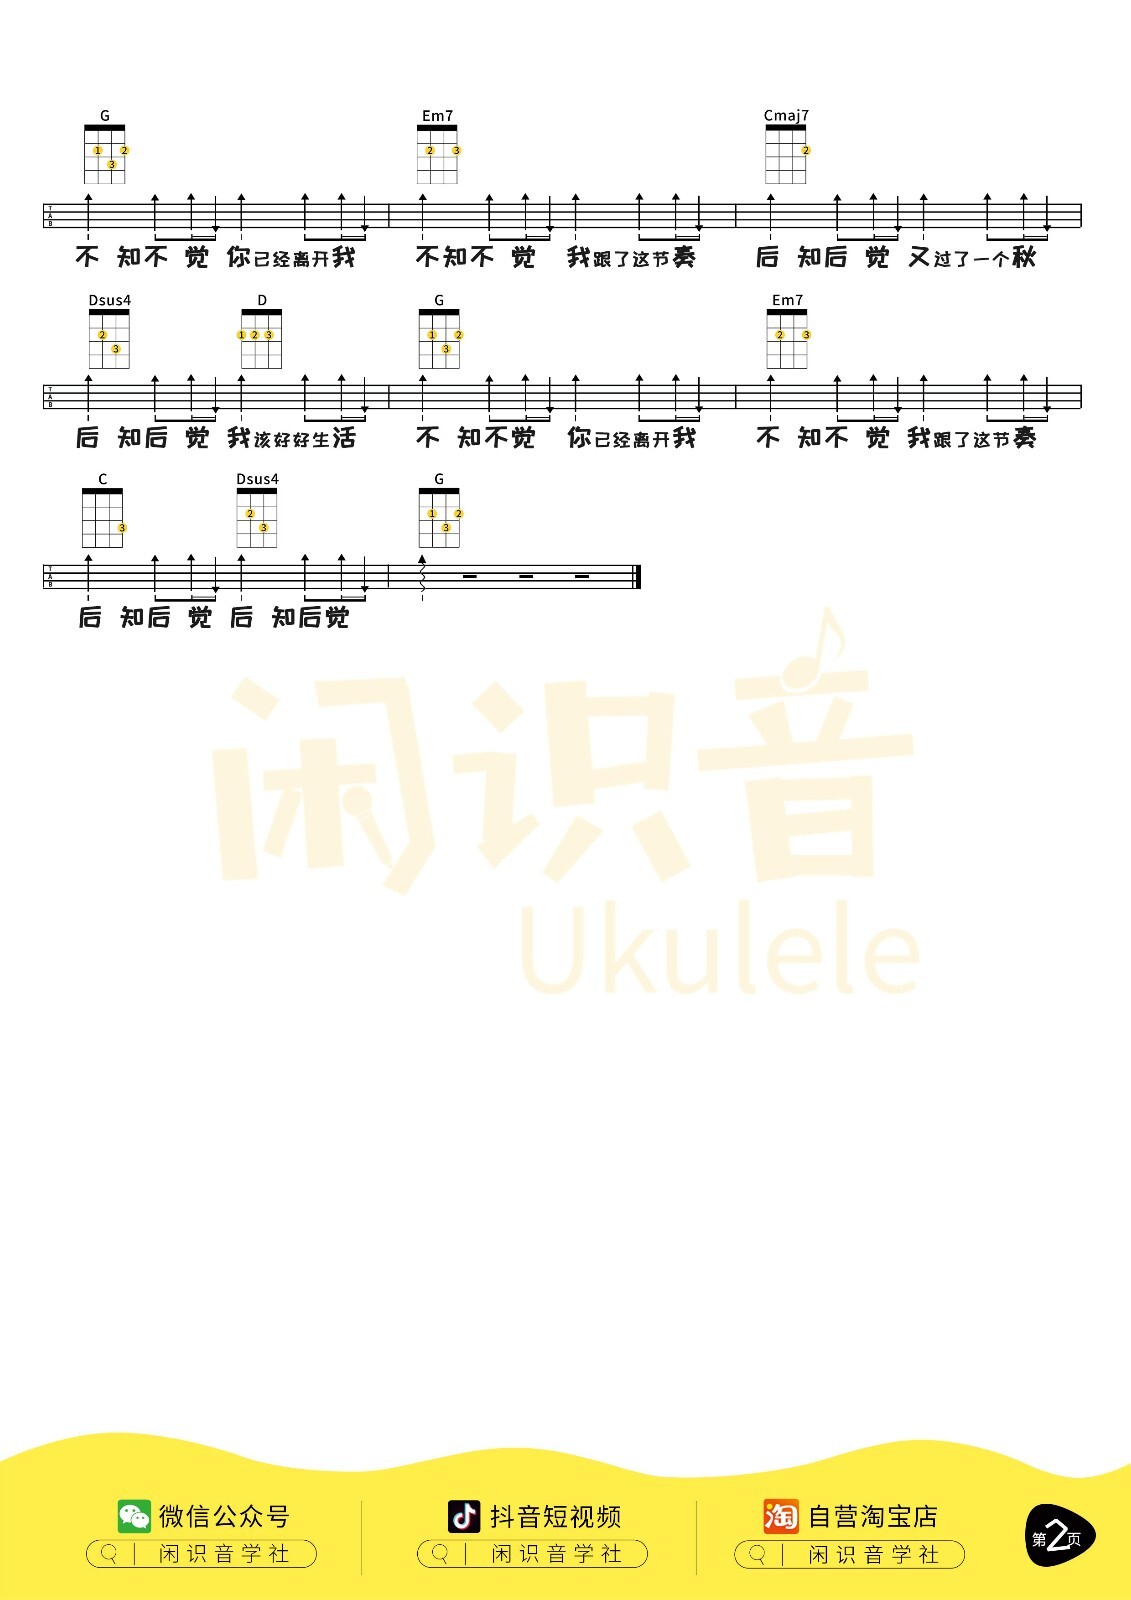 G Em7 Cmaj7
1 2 3 2 3 2
TAB
不知不觉你已经离开我 不知不觉我跟了这节奏 后知后觉又过了一个秋
Dsus4 D G Em7
2 3 1 2 3 1 2 3 2 3
TAB
后知后觉我该好好生活 不知不觉你已经离开我 不知不觉我跟了这节奏
C Dsus4 G
3 2 3 1 2 3
TAB
后知后觉后知后觉
闲识音
Ukulele
微信公众号 抖音短视频 淘 自营淘宝店
闲识音学社 闲识音学社 闲识音学社
第2页